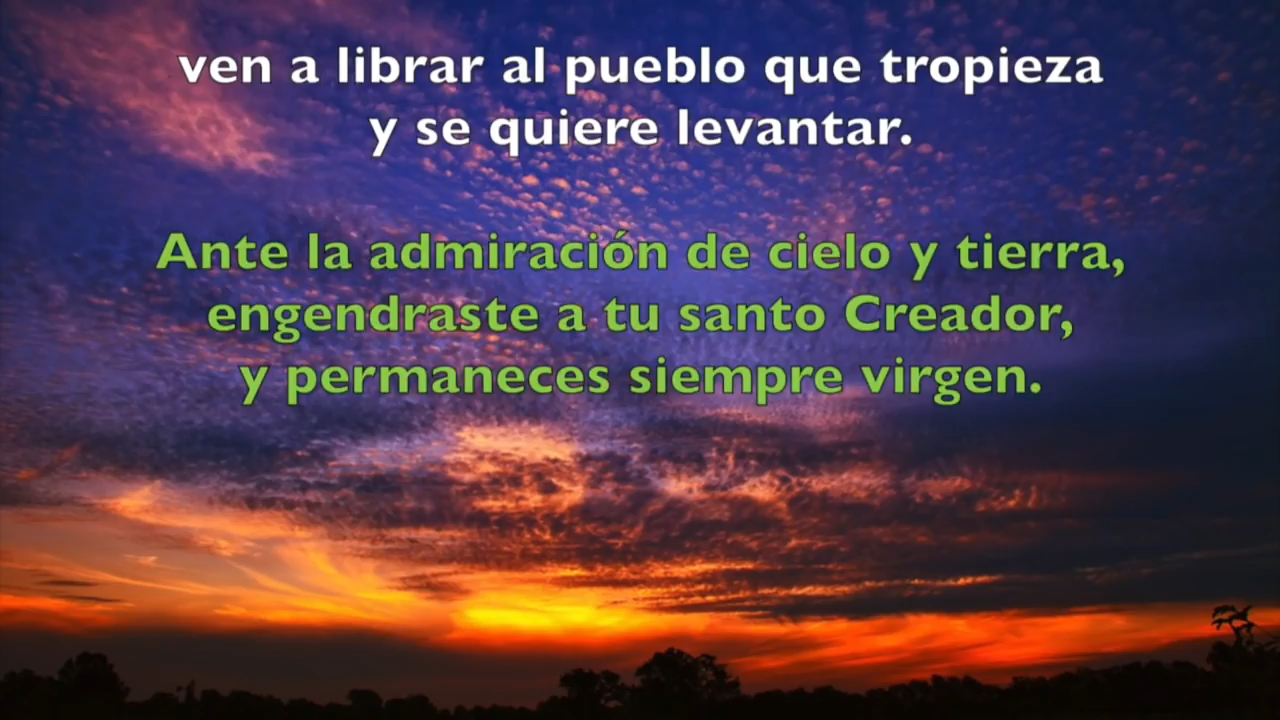 ven a librar al pueblo que tropieza
y se quiere levantar.
Ante la admiración de cielo y tierra,
engendraste a tu santo Creador,
y permaneces siempre virgen.